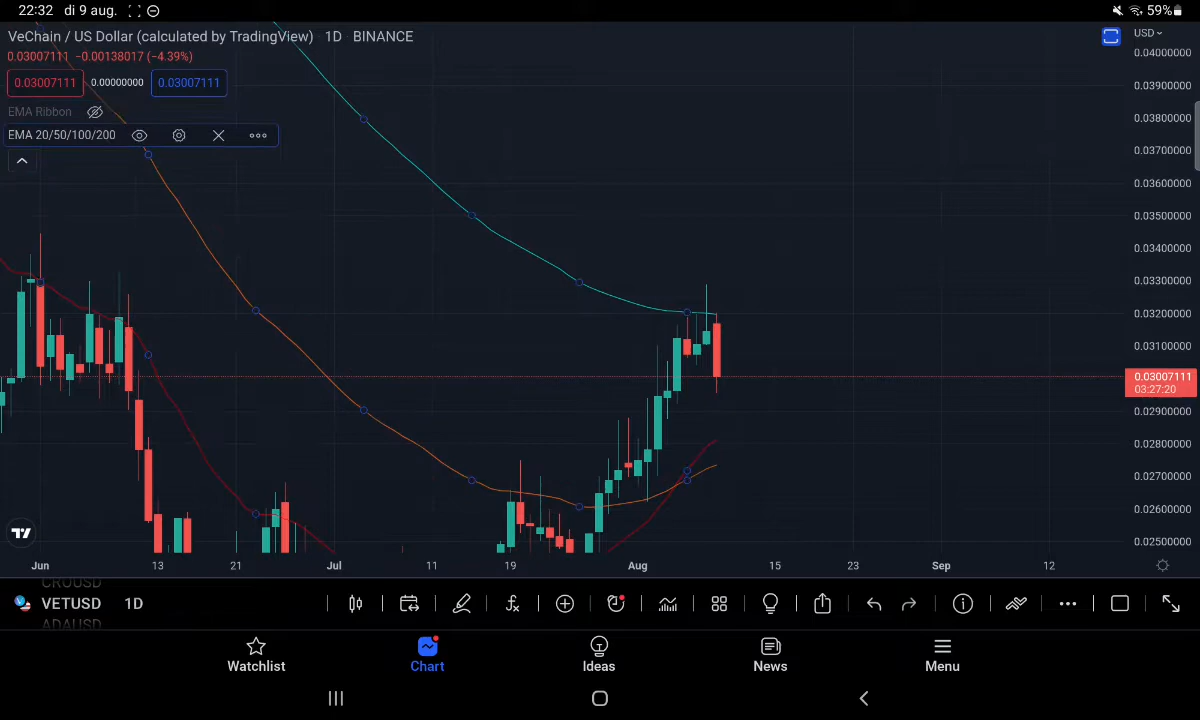 22:32 di 9 aug. 59%
VeChain / US Dollar (calculated by TradingView) 1D BINANCE
USD
0.03007111 −0.00138017 (−4.39%)
0.03007111 0.00000000 0.03007111
EMA Ribbon
EMA 20/50/100/200
0.04000000
0.03900000
0.03800000
0.03700000
0.03600000
0.03500000
0.03400000
0.03300000
0.03200000
0.03100000
0.03007111
03:27:20
0.02900000
0.02800000
0.02700000
0.02600000
0.02500000
Jun 13 21 Jul 11 19 Aug 15 23 Sep 12
CROUSD
VETUSD 1D
ADAUSD
Watchlist Chart Ideas News Menu